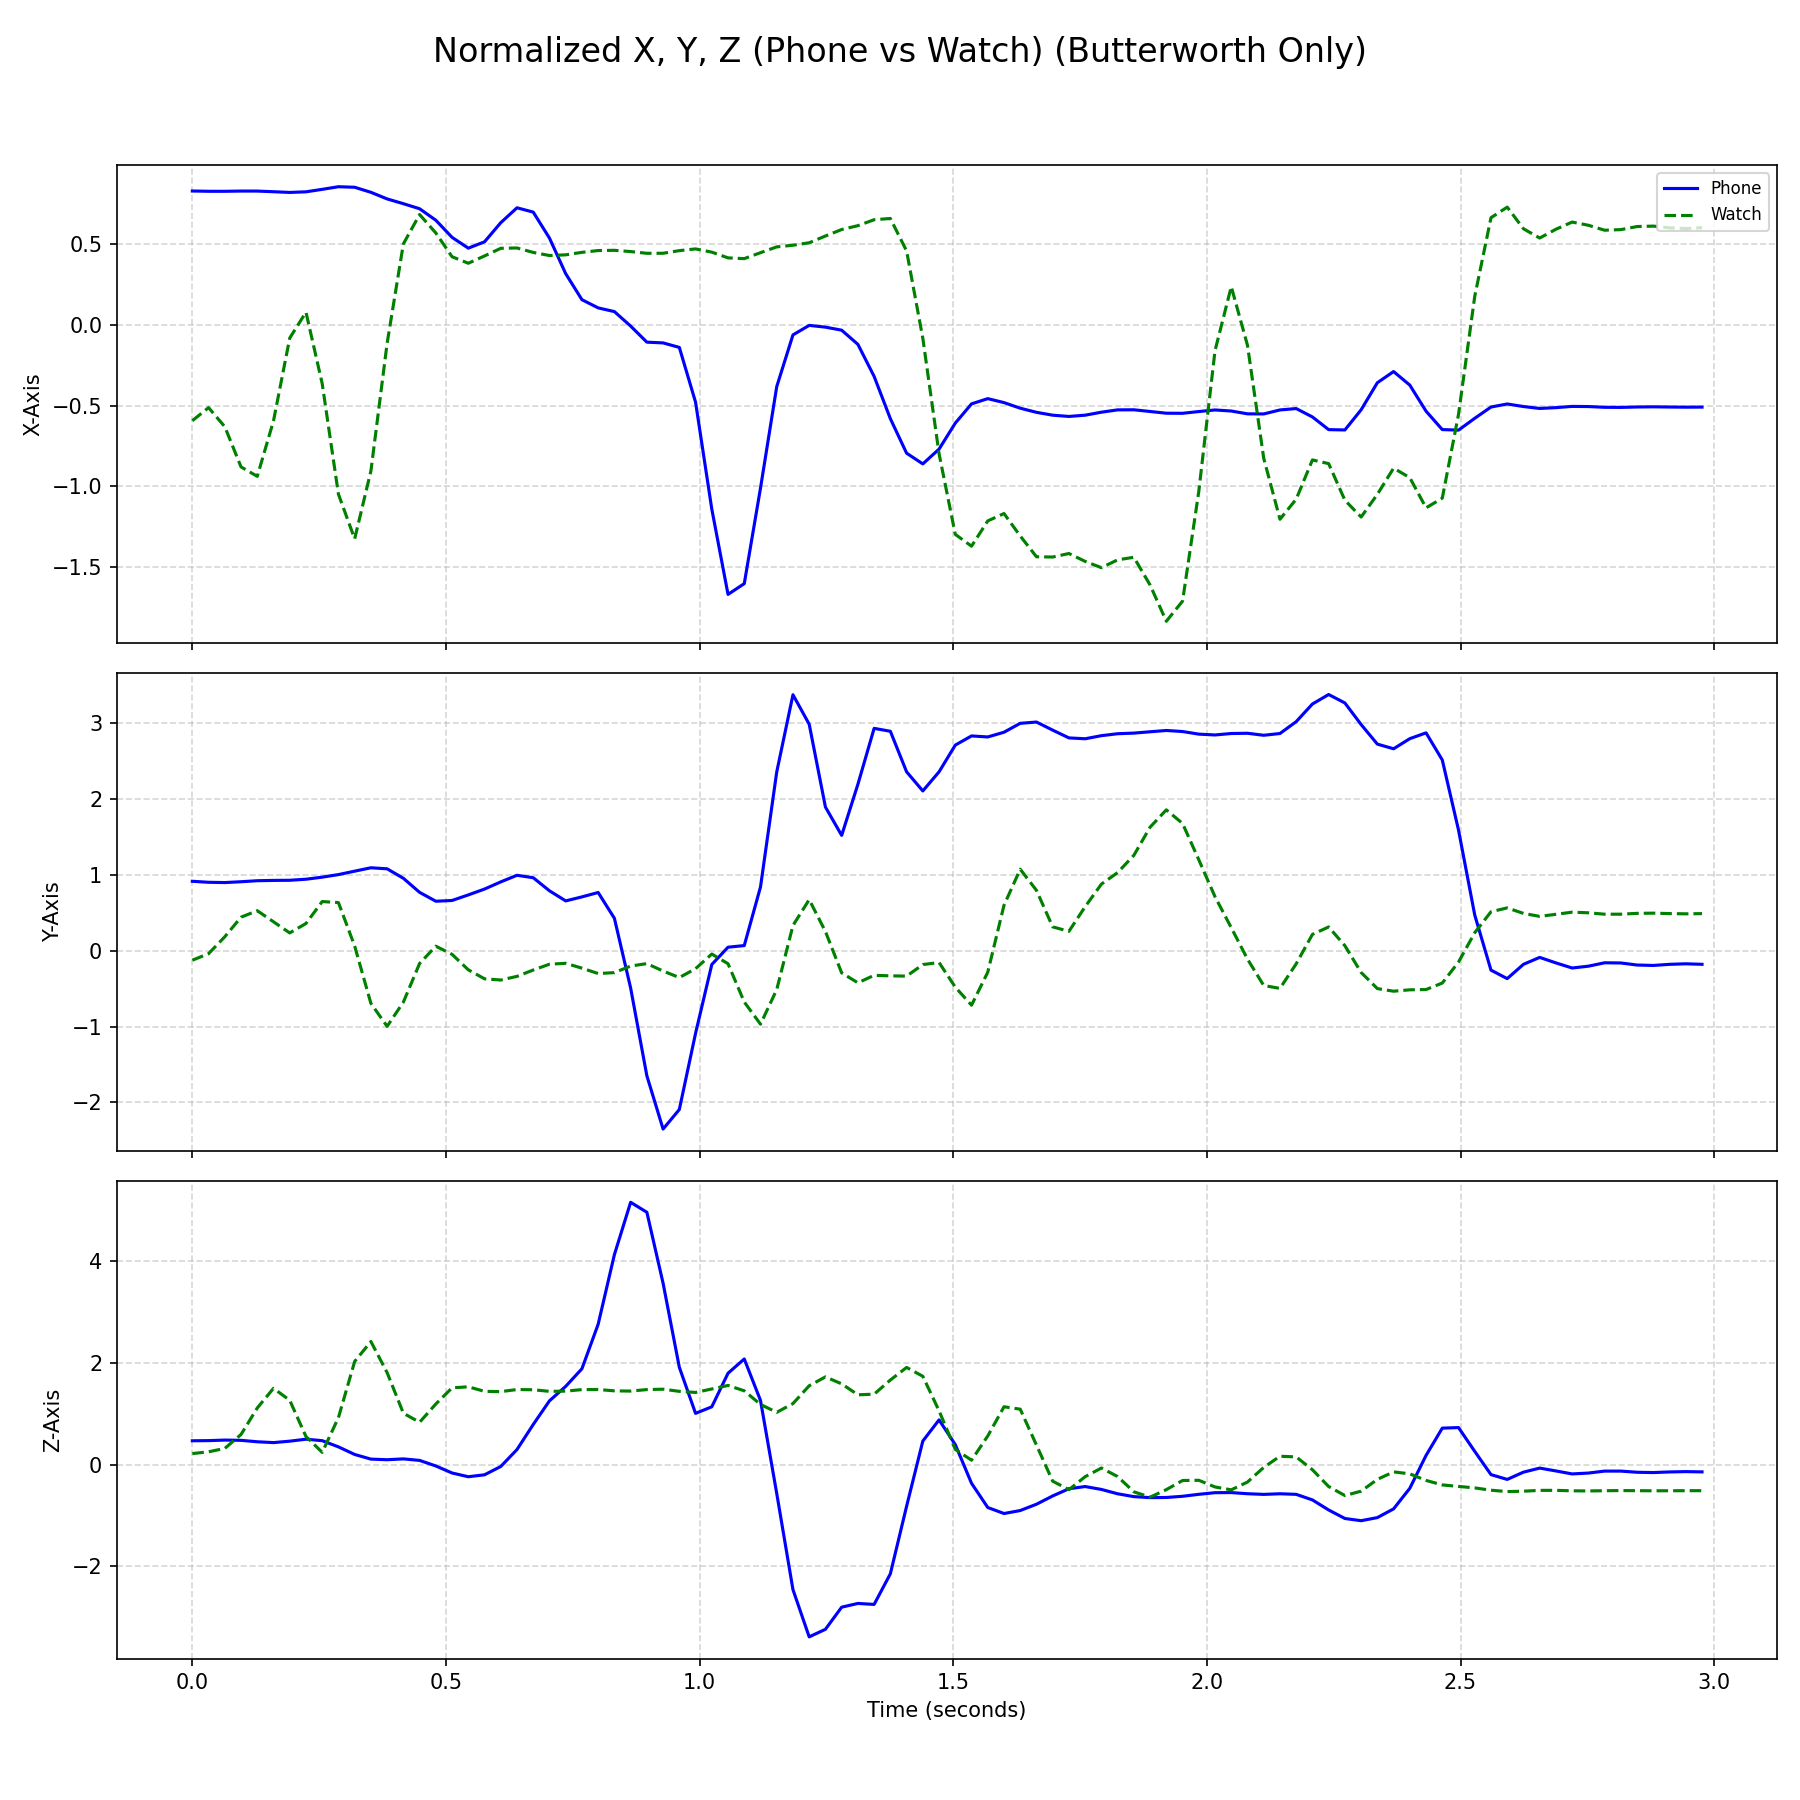 Normalized X, Y, Z (Phone vs Watch) (Butterworth Only)
Phone
Watch
X-Axis
0.5
0.0
−0.5
−1.0
−1.5
Y-Axis
3
2
1
0
−1
−2
Z-Axis
4
2
0
−2
0.0 0.5 1.0 1.5 2.0 2.5 3.0
Time (seconds)